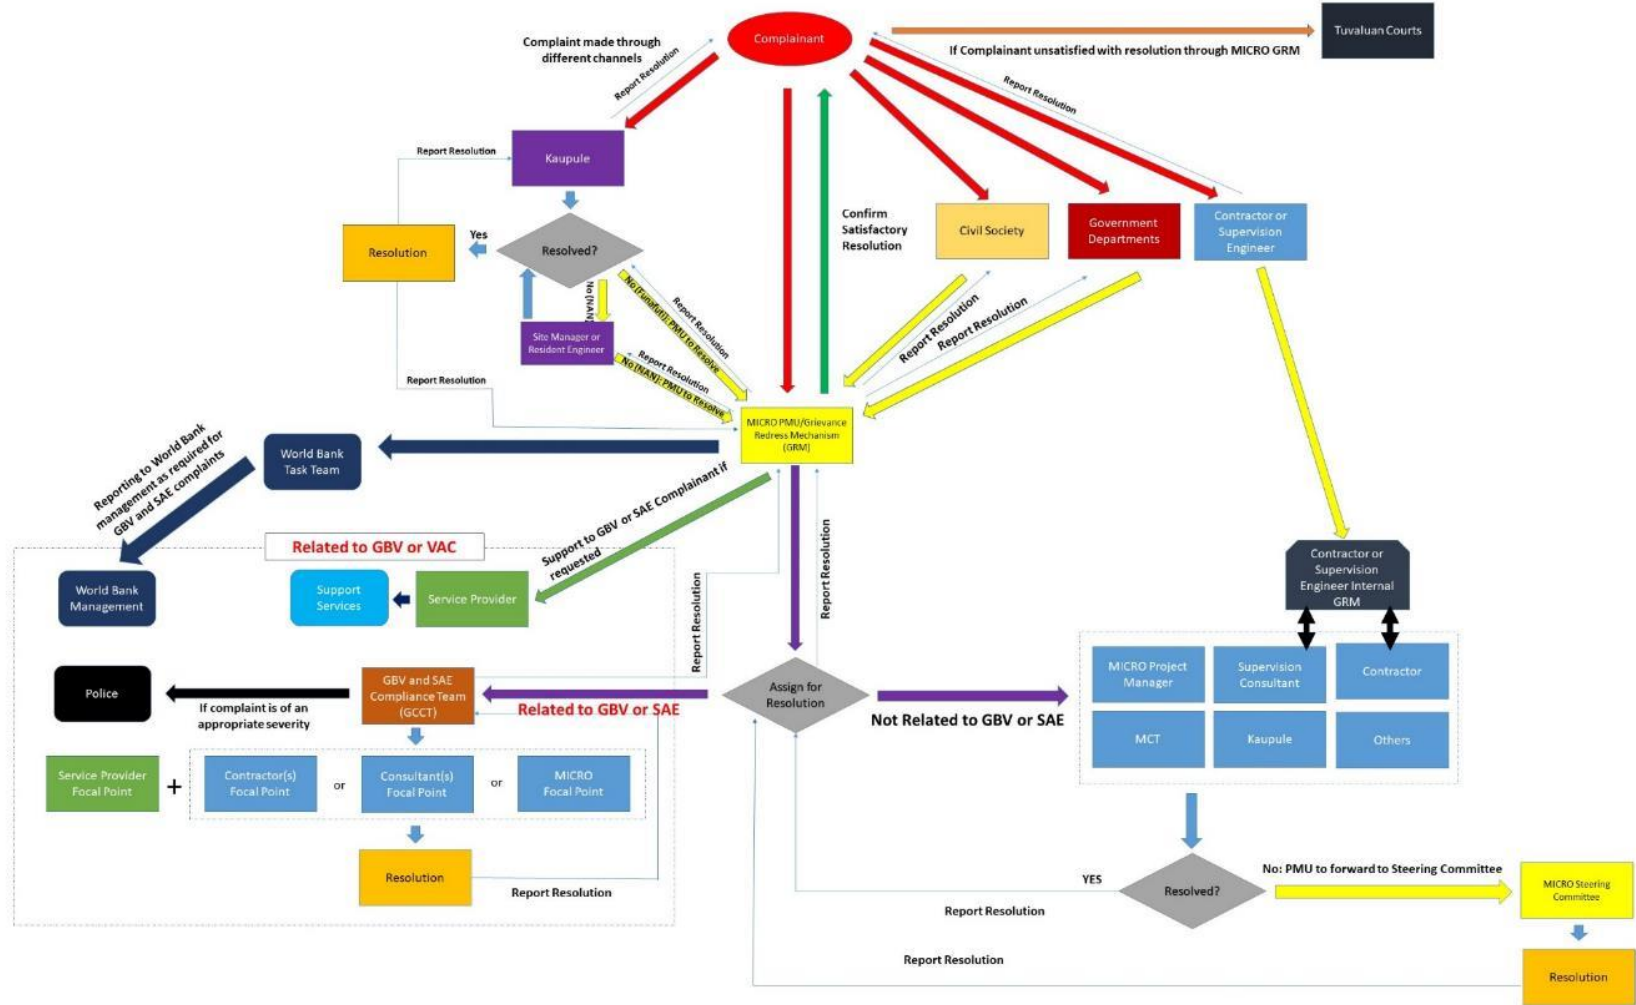 Complainant
Tuvaluan Courts
Complaint made through
different channels
If Complainant unsatisfied with resolution through MICRO GRM
Report Resolution
Report Resolution
Report Resolution
Kaupule
Confirm
Satisfactory
Resolution
Civil Society
Government
Departments
Contractor or
Supervision
Engineer
Yes
Resolution
Resolved?
No [NAN]
No [Funafuti]: PMU to Resolve
Report Resolution
Site Manager or
Resident Engineer
Report Resolution
No [NAN]: PMU to Resolve
Report Resolution
Report Resolution
Report Resolution
MICRO PMU/Grievance
Redress Mechanism
(GRM)
World Bank
Task Team
Reporting to World Bank
management as required for
GBV and SAE complaints
Support to GBV or SAE Complainant if
requested
Related to GBV or VAC
World Bank
Management
Support
Services
Service Provider
Report Resolution
Report Resolution
Contractor or
Supervision
Engineer Internal
GRM
Police
If complaint is of an
appropriate severity
GBV and SAE
Compliance Team
(GCCT)
Related to GBV or SAE
Assign for
Resolution
Not Related to GBV or SAE
MICRO Project
Manager
Supervision
Consultant
Contractor
MCT
Kaupule
Others
Service Provider
Focal Point
+
Contractor(s)
Focal Point
or
Consultant(s)
Focal Point
or
MICRO
Focal Point
Resolution
Report Resolution
YES
Report Resolution
Resolved?
No: PMU to forward to Steering Committee
MICRO Steering
Committee
Report Resolution
Resolution